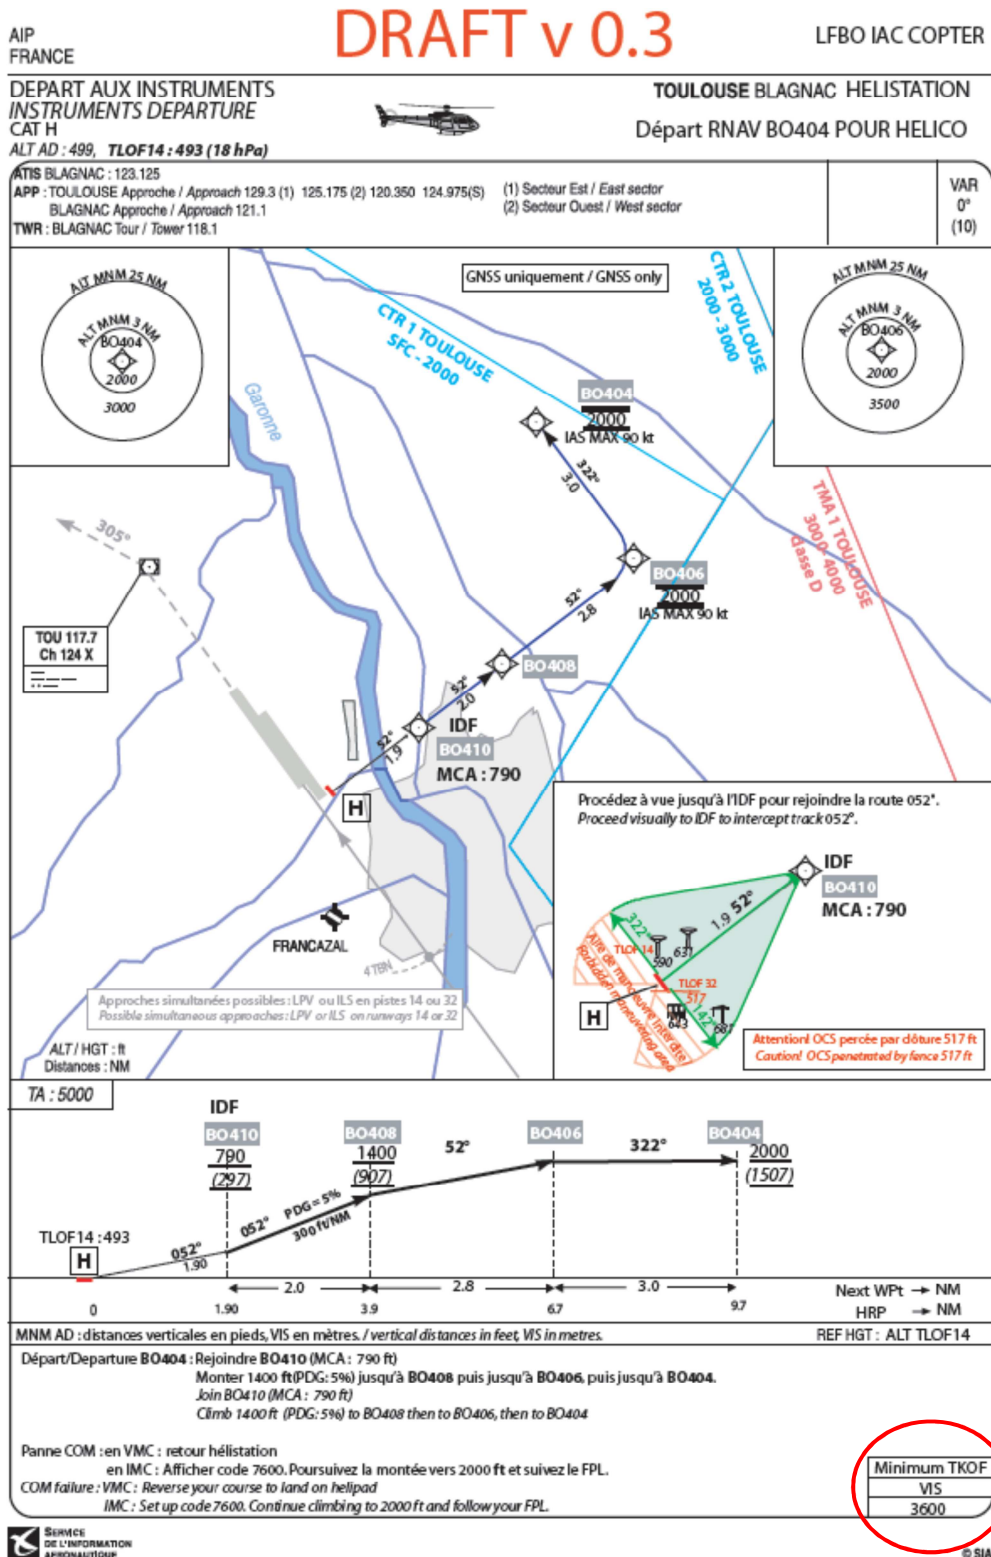 AIP
FRANCE
DRAFT v 0.3
LFBO IAC COPTER
DEPART AUX INSTRUMENTS
INSTRUMENTS DEPARTURE
CAT H
ALT AD : 499, TLOF14 : 493 (18 hPa)
TOULOUSE BLAGNAC HELISTATION
Départ RNAV BO404 POUR HELICO
ATIS BLAGNAC : 123.125
APP : TOULOUSE Approche / Approach 129.3 (1) 125.175 (2) 120.350 124.975(S)
BLAGNAC Approche / Approach 121.1
TWR : BLAGNAC Tour / Tower 118.1
(1) Secteur Est / East sector
(2) Secteur Ouest / West sector
VAR
0°
(10)
ALT MNM 25 NM
ALT MNM 3 NM
BO404
2000
3000
GNSS uniquement / GNSS only
CTR 1 TOULOUSE
SFC - 2000
CTR 2 TOULOUSE
2000 - 3000
ALT MNM 25 NM
ALT MNM 3 NM
BO406
2000
3500
Garonne
BO404
2000
IAS MAX 90 kt
322°
3.0
TMA 1 TOULOUSE
3000- 4000
classe D
305°
BO406
2000
IAS MAX 90 kt
52°
2.8
TOU 117.7
Ch 124 X
BO408
52°
2.0
IDF
BO410
MCA : 790
52°
1.9
H
FRANCAZAL
4 TBN
Procédez à vue jusqu'à l'IDF pour rejoindre la route 052°.
Proceed visually to IDF to intercept track 052°.
IDF
BO410
MCA : 790
1.9 52°
322°
TLOF 14
590
631
TLOF 32
517
142°
643
687
H
Aire de manœuvre interdite
Forbidden maneuvering area
Attention! OCS percée par clôture 517 ft
Caution! OCS penetrated by fence 517 ft
Approches simultanées possibles : LPV ou ILS en pistes 14 ou 32
Possible simultaneous approaches : LPV or ILS on runways 14 or 32
ALT / HGT : ft
Distances : NM
TA : 5000
IDF
BO410
790
(297)
BO408
1400
(907)
52°
BO406
322°
BO404
2000
(1507)
052°
PDG = 5%
300 ft/NM
TLOF14 : 493
H
052°
1.90
2.0
2.8
3.0
Next WPt → NM
0
1.90
3.9
6.7
9.7
HRP → NM
MNM AD : distances verticales en pieds, VIS en mètres. / vertical distances in feet, VIS in metres.
REF HGT : ALT TLOF14
Départ/Departure BO404 : Rejoindre BO410 (MCA : 790 ft)
Monter 1400 ft(PDG: 5%) jusqu'à BO408 puis jusqu'à BO406, puis jusqu'à BO404.
Join BO410 (MCA : 790 ft)
Climb 1400 ft (PDG: 5%) to BO408 then to BO406, then to BO404
Panne COM : en VMC : retour hélistation
en IMC : Afficher code 7600. Poursuivez la montée vers 2000 ft et suivez le FPL.
COM failure : VMC : Reverse your course to land on helipad
IMC : Set up code 7600. Continue climbing to 2000 ft and follow your FPL.
Minimum TKOF
VIS
3600
SERVICE
DE L'INFORMATION
AERONAUTIQUE
© SIA